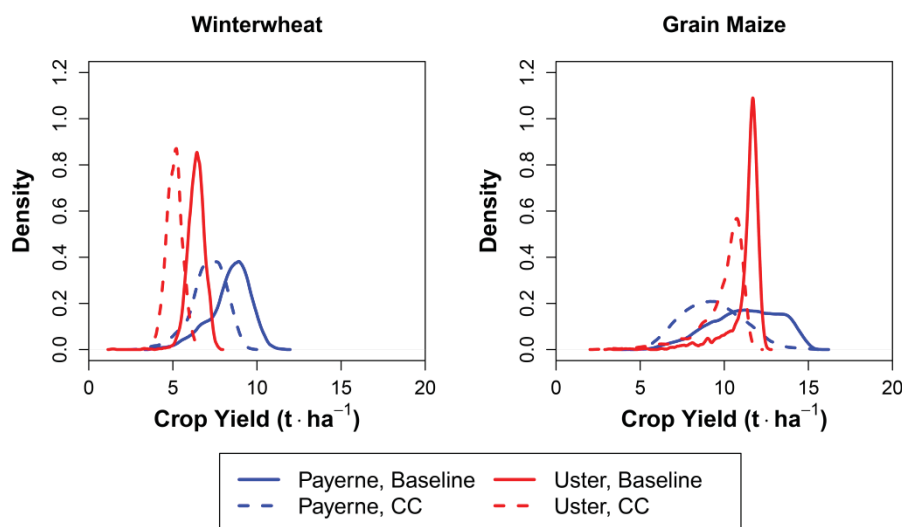 Winterwheat
Grain Maize
Density
1.2
1.0
0.8
0.6
0.4
0.2
0.0
0 5 10 15 20
Crop Yield (t · ha⁻¹)
Density
1.2
1.0
0.8
0.6
0.4
0.2
0.0
0 5 10 15 20
Crop Yield (t · ha⁻¹)
Payerne, Baseline
Payerne, CC
Uster, Baseline
Uster, CC